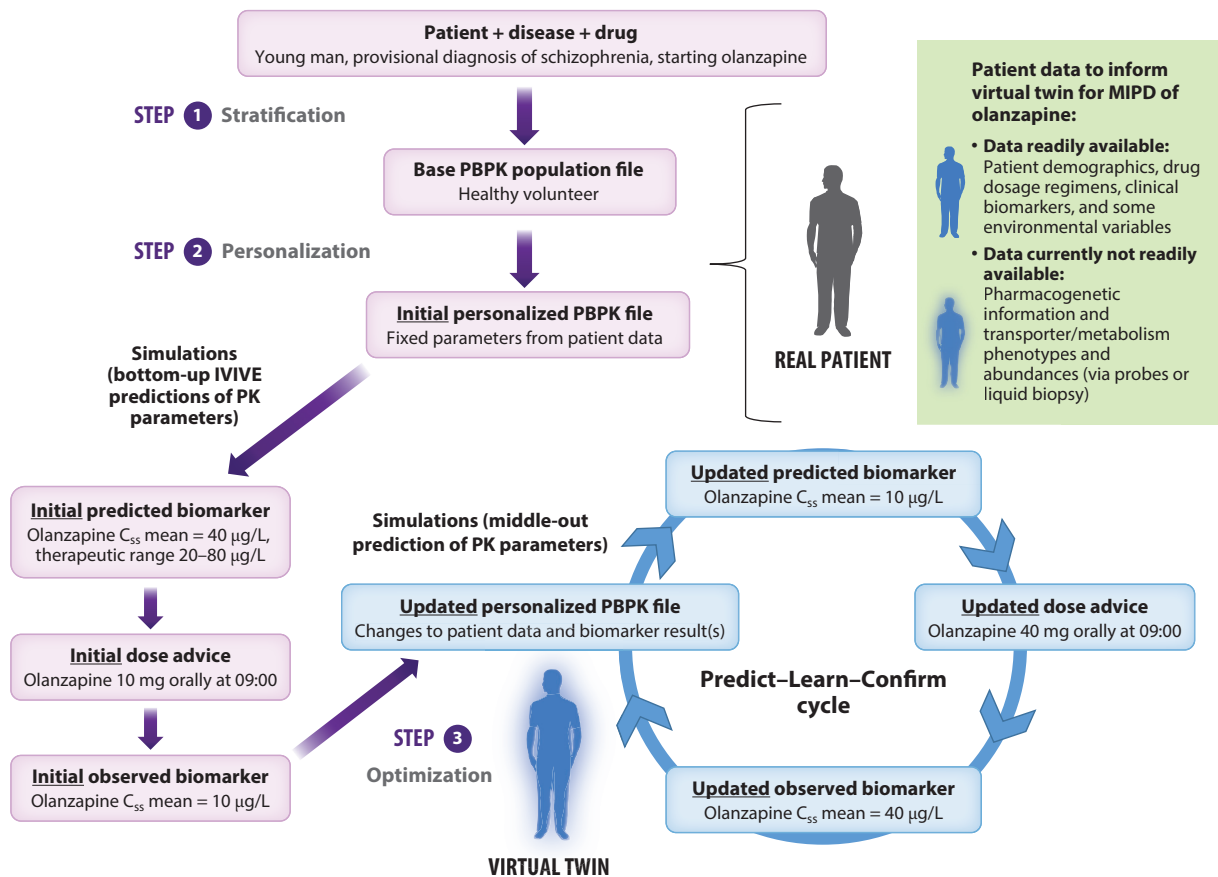 Patient + disease + drug
Young man, provisional diagnosis of schizophrenia, starting olanzapine
STEP 1 Stratification
Base PBPK population file
Healthy volunteer
STEP 2 Personalization
Initial personalized PBPK file
Fixed parameters from patient data
REAL PATIENT
Patient data to inform
virtual twin for MIPD of
olanzapine:
• Data readily available:
Patient demographics, drug
dosage regimens, clinical
biomarkers, and some
environmental variables
• Data currently not readily
available:
Pharmacogenetic
information and
transporter/metabolism
phenotypes and
abundances (via probes or
liquid biopsy)
Simulations
(bottom-up IVIVE
predictions of PK
parameters)
Initial predicted biomarker
Olanzapine Css mean = 40 μg/L,
therapeutic range 20–80 μg/L
Initial dose advice
Olanzapine 10 mg orally at 09:00
Initial observed biomarker
Olanzapine Css mean = 10 μg/L
STEP 3
Optimization
Simulations (middle-out
prediction of PK parameters)
Updated personalized PBPK file
Changes to patient data and biomarker result(s)
VIRTUAL TWIN
Updated predicted biomarker
Olanzapine Css mean = 10 μg/L
Updated dose advice
Olanzapine 40 mg orally at 09:00
Predict–Learn–Confirm
cycle
Updated observed biomarker
Olanzapine Css mean = 40 μg/L